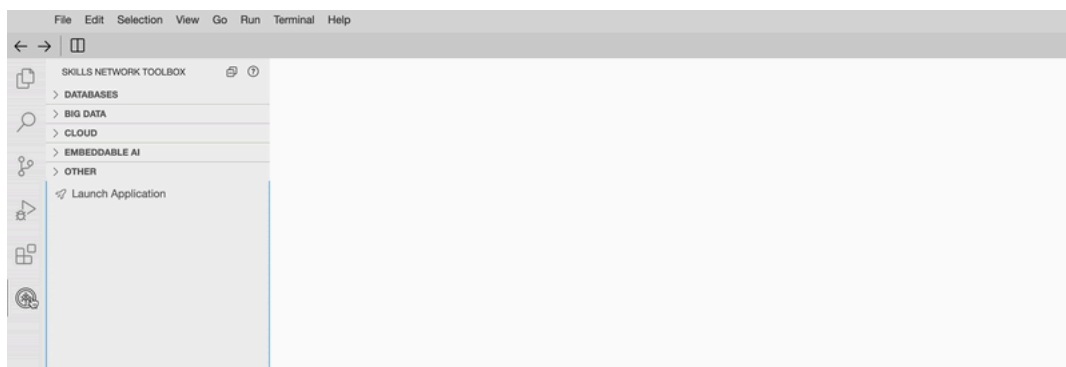 File Edit Selection View Go Run Terminal Help
SKILLS NETWORK TOOLBOX
DATABASES
BIG DATA
CLOUD
EMBEDDABLE AI
OTHER
Launch Application